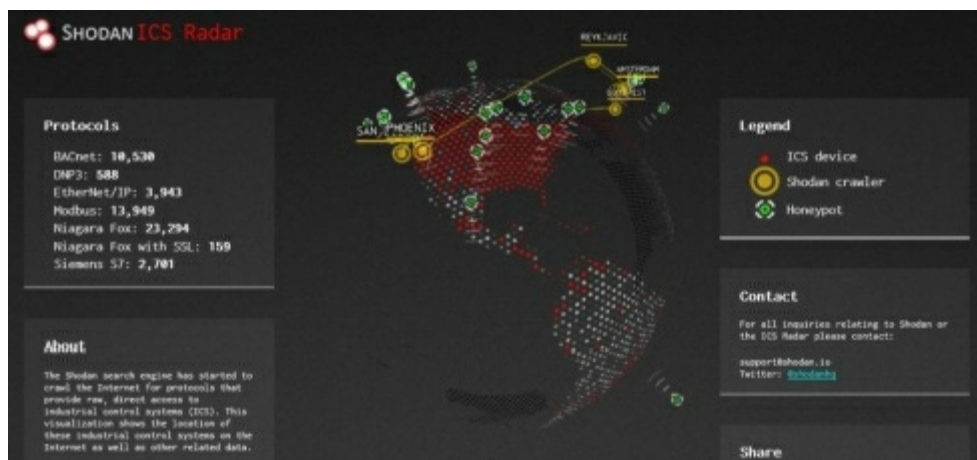 SHODAN ICS Radar
Protocols
BACnet: 10,530
DNP3: 588
EtherNet/IP: 3,943
Modbus: 13,949
Niagara Fox: 23,294
Niagara Fox with SSL: 159
Siemens S7: 2,701
About
The Shodan search engine has started to
crawl the Internet for protocols that
provide raw, direct access to
industrial control systems (ICS). This
visualization shows the location of
these industrial control systems on the
Internet as well as other related data.
REYKJAVIC
SAN
PHOENIX
Legend
ICS device
Shodan crawler
Honeypot
Contact
For all inquiries relating to Shodan or
the ICS Radar please contact:
support@shodan.io
Twitter: @shodanhq
Share